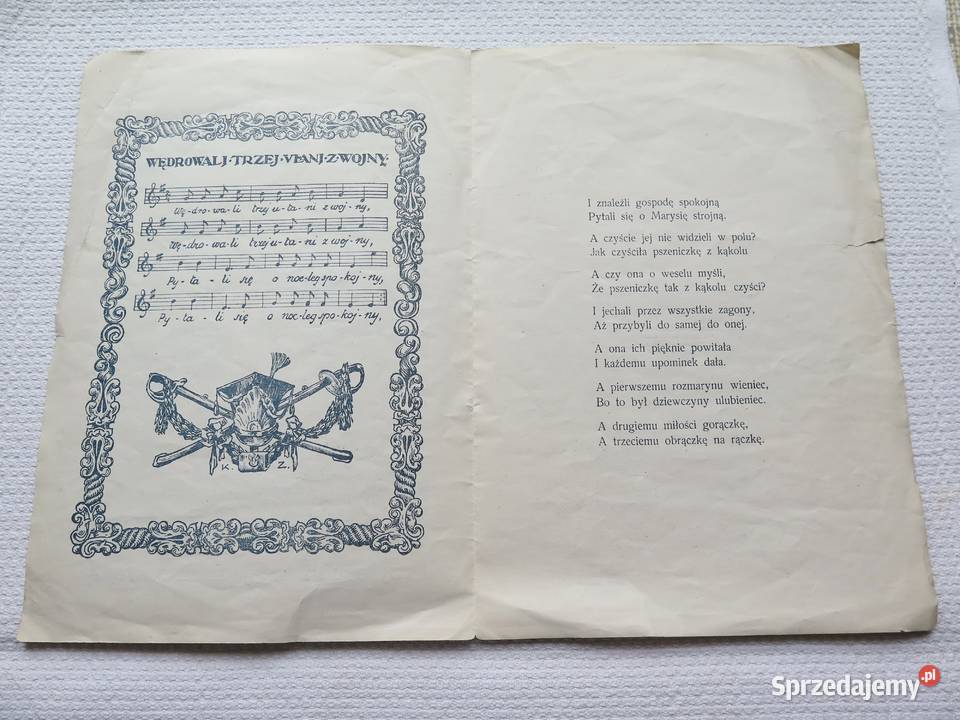 WĘDROWALJ·TRZEJ·VŁANJ·Z·WOJNY·
Wę-dro-wa-li trzy u-ła-ni z woj-ny,
Wę-dro-wa-li trzej u-ła-ni z woj-ny,
Py-ta-li się o noc-leg spo-koj-ny,
Py-ta-li się o noc-leg spo-koj-ny,
K Z.
I znaleźli gospodę spokojną
Pytali się o Marysię strojną.
A czyście jej nie widzieli w polu?
Jak czyściła pszeniczkę z kąkolu
A czy ona o weselu myśli,
Że pszeniczkę tak z kąkolu czyści?
I jechali przez wszystkie zagony,
Aż przybyli do samej do onej.
A ona ich pięknie powitała
I każdemu upominek dała.
A pierwszemu rozmarynu wieniec,
Bo to był dziewczyny ulubieniec.
A drugiemu miłości gorączkę,
A trzeciemu obrączkę na rączkę.
Sprzedajemy.pl